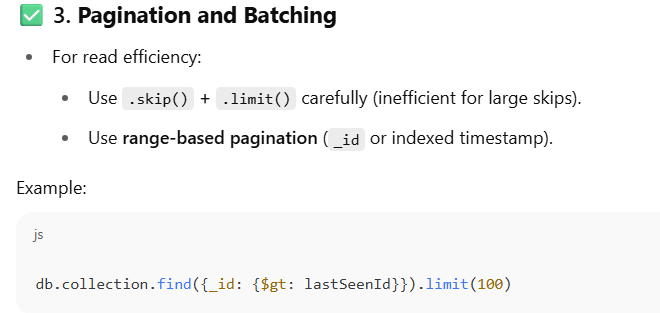 ✅ 3. Pagination and Batching
• For read efficiency:
• Use .skip() + .limit() carefully (inefficient for large skips).
• Use range-based pagination (_id or indexed timestamp).
Example:
js
db.collection.find({_id: {$gt: lastSeenId}}).limit(100)